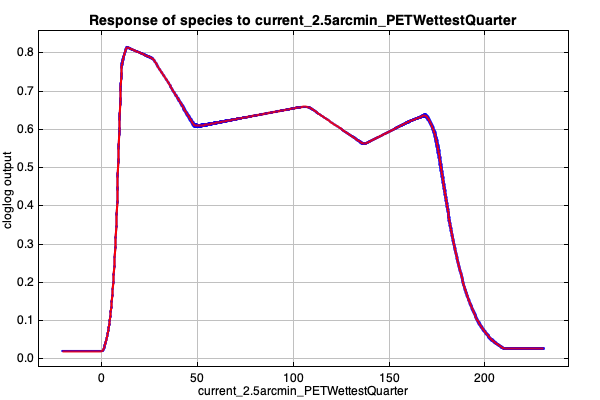 Response of species to current_2.5arcmin_PETWettestQuarter
0.8
0.7
0.6
0.5
0.4
0.3
0.2
0.1
0.0
cloglog output
0 50 100 150 200
current_2.5arcmin_PETWettestQuarter